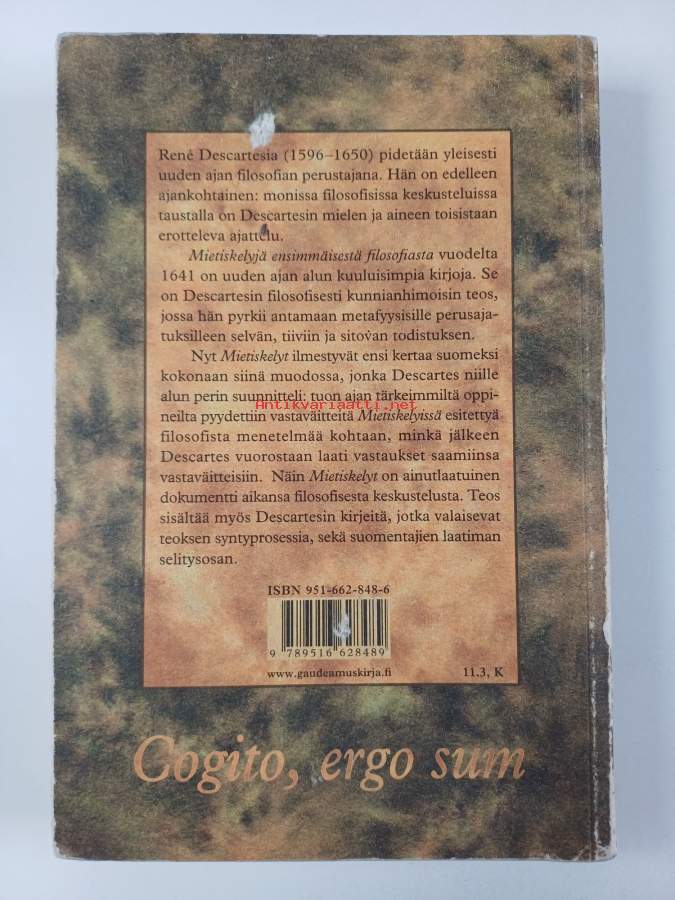 René Descartesia (1596–1650) pidetään yleisesti
uuden ajan filosofian perustajana. Hän on edelleen
ajankohtainen: monissa filosofisissa keskusteluissa
taustalla on Descartesin mielen ja aineen toisistaan
erotteleva ajattelu.
Mietiskelyjä ensimmäisestä filosofiasta vuodelta
1641 on uuden ajan alun kuuluisimpia kirjoja. Se
on Descartesin filosofisesti kunnianhimoisin teos,
jossa hän pyrkii antamaan metafyysisille perusaja-
tuksilleen selvän, tiiviin ja sitovan todistuksen.
Nyt Mietiskelyt ilmestyvät ensi kertaa suomeksi
kokonaan siinä muodossa, jonka Descartes niille
alun perin suunnitteli: tuon ajan tärkeimmiltä oppi-
Antikvariaatti.net
neilta pyydettiin vastaväitteitä Mietiskelyissä esitettyä
filosofista menetelmää kohtaan, minkä jälkeen
Descartes vuorostaan laati vastaukset saamiinsa
vastaväitteisiin. Näin Mietiskelyt on ainutlaatuinen
dokumentti aikansa filosofisesta keskustelusta. Teos
sisältää myös Descartesin kirjeitä, jotka valaisevat
teoksen syntyprosessia, sekä suomentajien laatiman
selitysosan.
ISBN 951-662-848-6
9 789516 628489
www.gaudeamuskirja.fi 11.3, K
Cogito, ergo sum